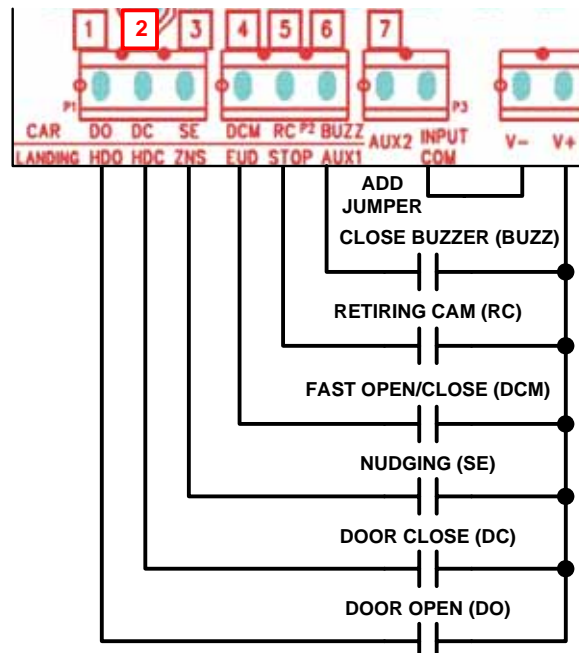 1 2 3 4 5 6 7
P1 P3
CAR DO DC SE DCM RC P2 BUZZ AUX2 INPUT COM V- V+
LANDING HDO HDC ZNS EUD STOP AUX1
ADD
JUMPER
CLOSE BUZZER (BUZZ)
RETIRING CAM (RC)
FAST OPEN/CLOSE (DCM)
NUDGING (SE)
DOOR CLOSE (DC)
DOOR OPEN (DO)